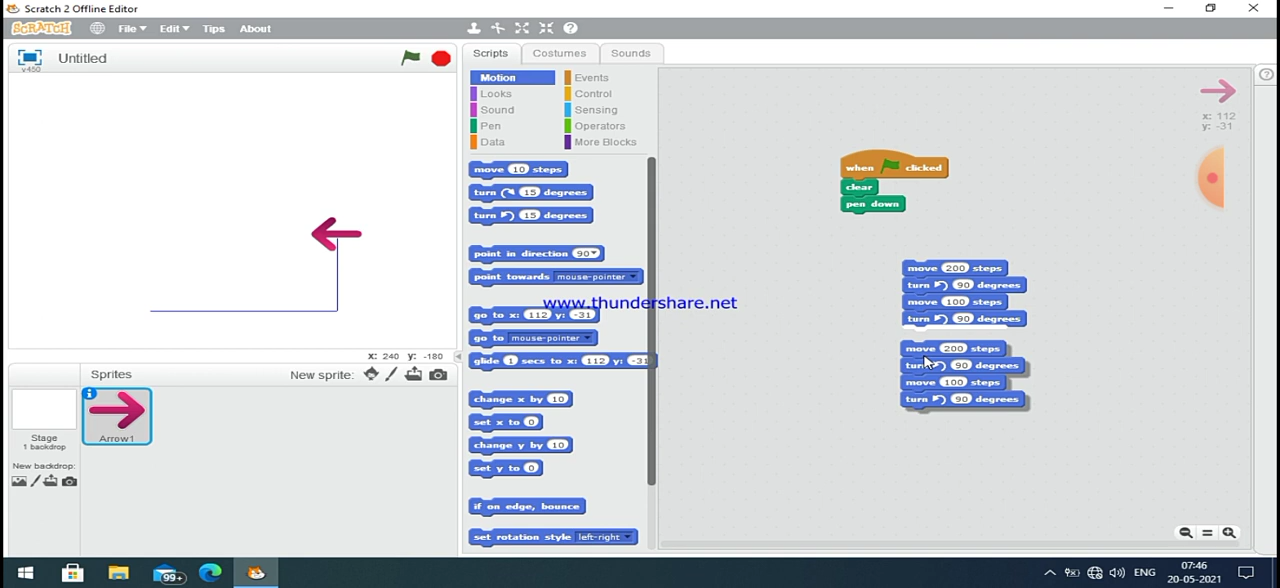 Scratch 2 Offline Editor
SCRATCH File Edit Tips About
v450 Untitled
Scripts Costumes Sounds
Motion Events
Looks Control
Sound Sensing
Pen Operators
Data More Blocks
move 10 steps
turn 15 degrees
turn 15 degrees
point in direction 90
point towards mouse-pointer
go to x: 112 y: -31
go to mouse-pointer
glide 1 secs to x: 112 y: -31
change x by 10
set x to 0
change y by 10
set y to 0
if on edge, bounce
set rotation style left-right
x: 112
y: -31
when clicked
clear
pen down
move 200 steps
turn 90 degrees
move 100 steps
turn 90 degrees
move 200 steps
turn 90 degrees
move 100 steps
turn 90 degrees
www.thundershare.net
x: 240 y: -180
Sprites New sprite:
Stage
1 backdrop
New backdrop:
Arrow1
99+
ENG
07:46
20-05-2021